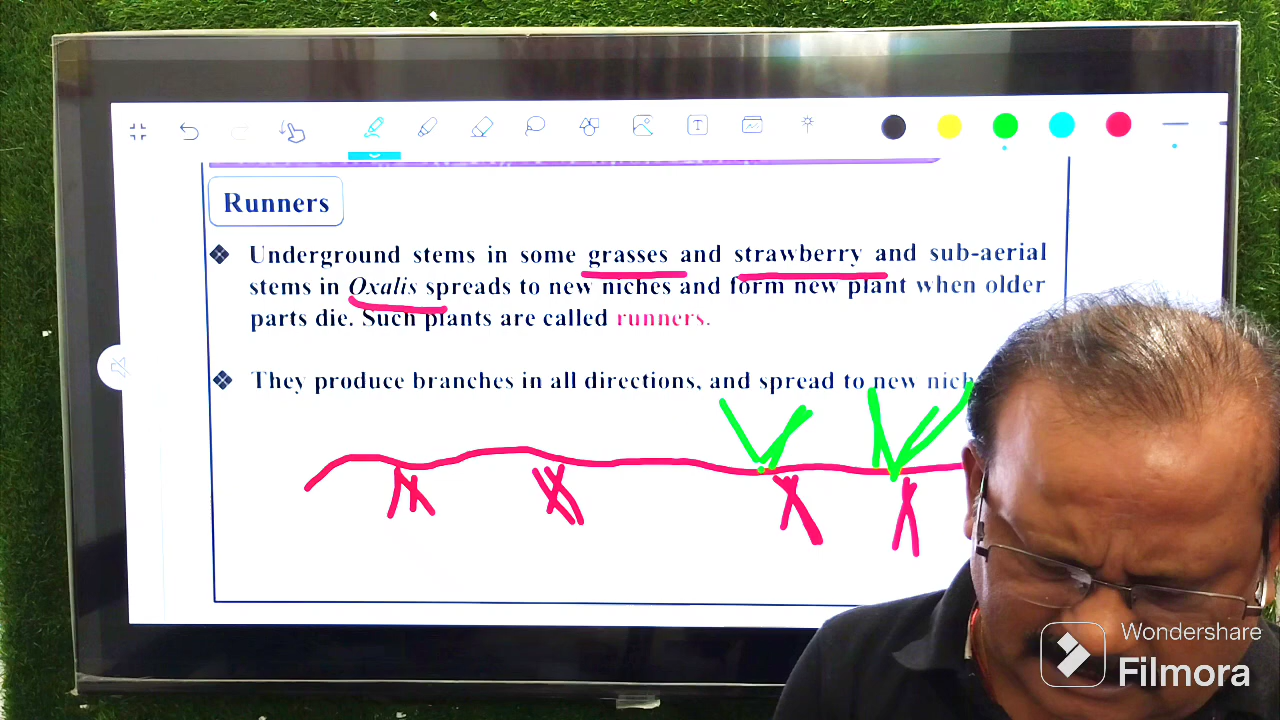 Runners
Underground stems in some grasses and strawberry and sub-aerial
stems in Oxalis spreads to new niches and form new plant when older
parts die. Such plants are called runners.
They produce branches in all directions, and spread to new
T
Wondershare
Filmora